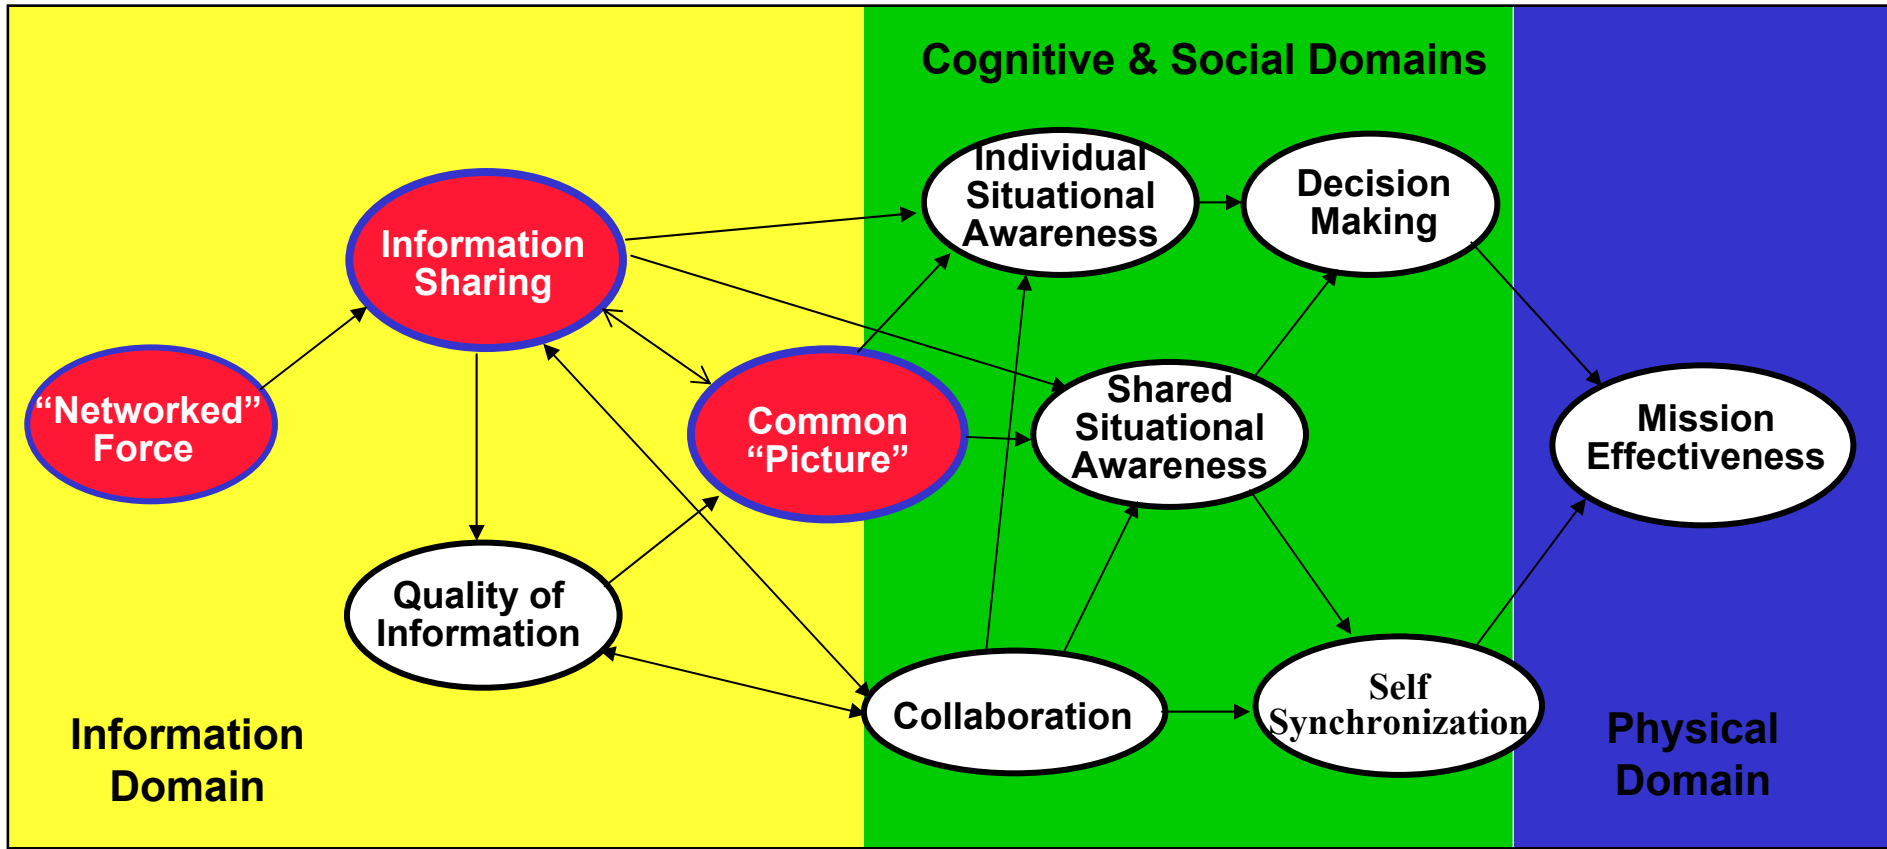 Cognitive & Social Domains
Individual
Situational
Awareness
Decision
Making
Information
Sharing
“Networked”
Force
Common
“Picture”
Shared
Situational
Awareness
Mission
Effectiveness
Quality of
Information
Collaboration
Self
Synchronization
Information
Domain
Physical
Domain